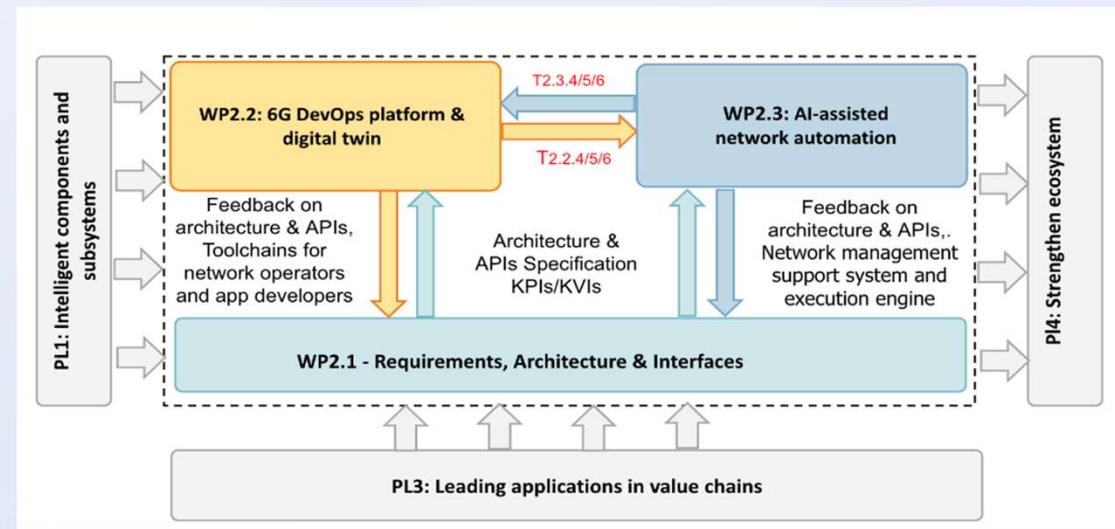 PL1: Intelligent components and
subsystems
WP2.2: 6G DevOps platform &
digital twin
T2.3.4/5/6
T2.2.4/5/6
WP2.3: AI-assisted
network automation
Feedback on
architecture & APIs,
Toolchains for
network operators
and app developers
Architecture &
APIs Specification
KPIs/KVIs
Feedback on
architecture & APIs,.
Network management
support system and
execution engine
WP2.1 - Requirements, Architecture & Interfaces
Pl4: Strengthen ecosystem
PL3: Leading applications in value chains